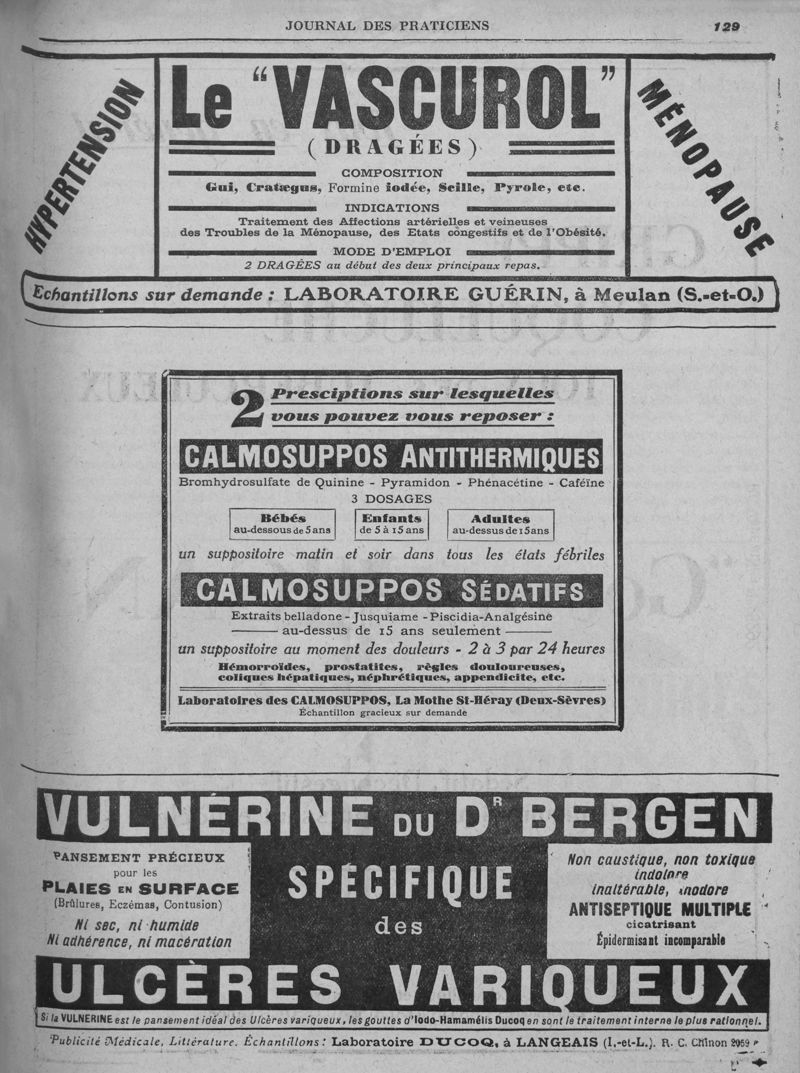 JOURNAL DES PRATICIENS 129
HYPERTENSION
Le "VASCUROL"
(DRAGÉES)
COMPOSITION
Gui, Cratægus, Formine iodée, Scille, Pyrole, etc.
INDICATIONS
Traitement des Affections artérielles et veineuses
des Troubles de la Ménopause, des Etats congestifs et de l'Obésité.
MODE D'EMPLOI
2 DRAGÉES au début des deux principaux repas.
MÉNOPAUSE
Echantillons sur demande : LABORATOIRE GUÉRIN, à Meulan (S.-et-O.)
2 Presciptions sur lesquelles
vous pouvez vous reposer :
CALMOSUPPOS ANTITHERMIQUES
Bromhydrosulfate de Quinine - Pyramidon - Phénacétine - Caféïne
3 DOSAGES
Bébés
au-dessous de 5 ans
Enfants
de 5 à 15 ans
Adultes
au-dessus de 15 ans
un suppositoire matin et soir dans tous les états fébriles
CALMOSUPPOS SÉDATIFS
Extraits belladone - Jusquiame - Piscidia-Analgésine
au-dessus de 15 ans seulement
un suppositoire au moment des douleurs - 2 à 3 par 24 heures
Hémorroïdes, prostatites, règles douloureuses,
coliques hépatiques, néphrétiques, appendicite, etc.
Laboratoires des CALMOSUPPOS, La Mothe St-Héray (Deux-Sèvres)
Échantillon gracieux sur demande
VULNÉRINE DU Dr BERGEN
PANSEMENT PRÉCIEUX
pour les
PLAIES EN SURFACE
(Brûlures, Eczémas, Contusion)
Ni sec, ni humide
Ni adhérence, ni macération
SPÉCIFIQUE
des
Non caustique, non toxique
indolore
inaltérable, inodore
ANTISEPTIQUE MULTIPLE
cicatrisant
Épidermisant incomparable
ULCÈRES VARIQUEUX
Si la VULNERINE est le pansement idéal des Ulcères variqueux, les gouttes d'Iodo-Hamamélis Ducoq en sont le traitement interne le plus rationnel.
Publicité Médicale, Littérature. Échantillons : Laboratoire DUCOQ, à LANGEAIS (I.-et-L.). R. C. Chinon 2059